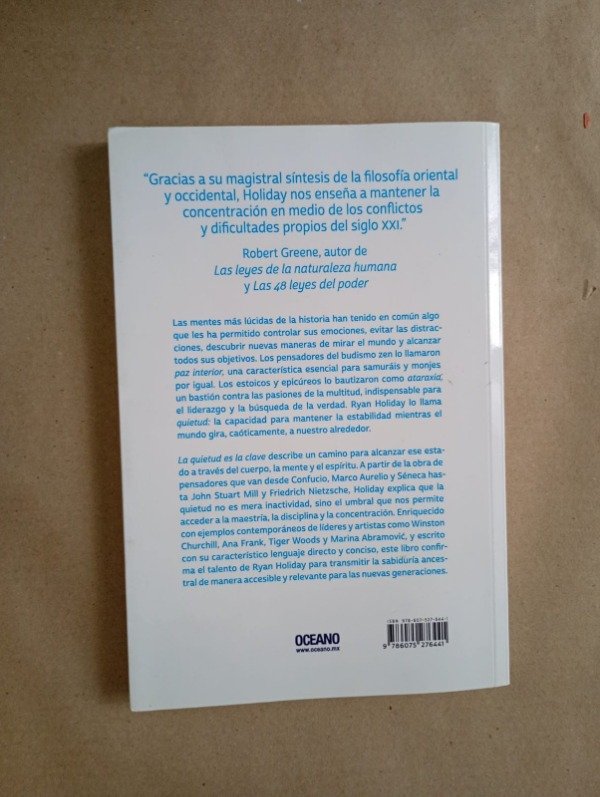 “Gracias a su magistral síntesis de la filosofía oriental
y occidental, Holiday nos enseña a mantener la
concentración en medio de los conflictos
y dificultades propios del siglo XXI.”
Robert Greene, autor de
Las leyes de la naturaleza humana
y Las 48 leyes del poder
Las mentes más lúcidas de la historia han tenido en común algo
que les ha permitido controlar sus emociones, evitar las distrac-
ciones, descubrir nuevas maneras de mirar el mundo y alcanzar
todos sus objetivos. Los pensadores del budismo zen lo llamaron
paz interior, una característica esencial para samuráis y monjes
por igual. Los estoicos y epicúreos lo bautizaron como ataraxia,
un bastión contra las pasiones de la multitud, indispensable para
el liderazgo y la búsqueda de la verdad. Ryan Holiday lo llama
quietud: la capacidad para mantener la estabilidad mientras el
mundo gira, caóticamente, a nuestro alrededor.
La quietud es la clave describe un camino para alcanzar ese esta-
do a través del cuerpo, la mente y el espíritu. A partir de la obra de
pensadores que van desde Confucio, Marco Aurelio y Séneca has-
ta John Stuart Mill y Friedrich Nietzsche, Holiday explica que la
quietud no es mera inactividad, sino el umbral que nos permite
acceder a la maestría, la disciplina y la concentración. Enriquecido
con ejemplos contemporáneos de líderes y artistas como Winston
Churchill, Ana Frank, Tiger Woods y Marina Abramović, y escrito
con su característico lenguaje directo y conciso, este libro confir-
ma el talento de Ryan Holiday para transmitir la sabiduría ances-
tral de manera accesible y relevante para las nuevas generaciones.
OCEANO
www.oceano.mx
ISBN 978-607-527-644-1
9 786075 276441